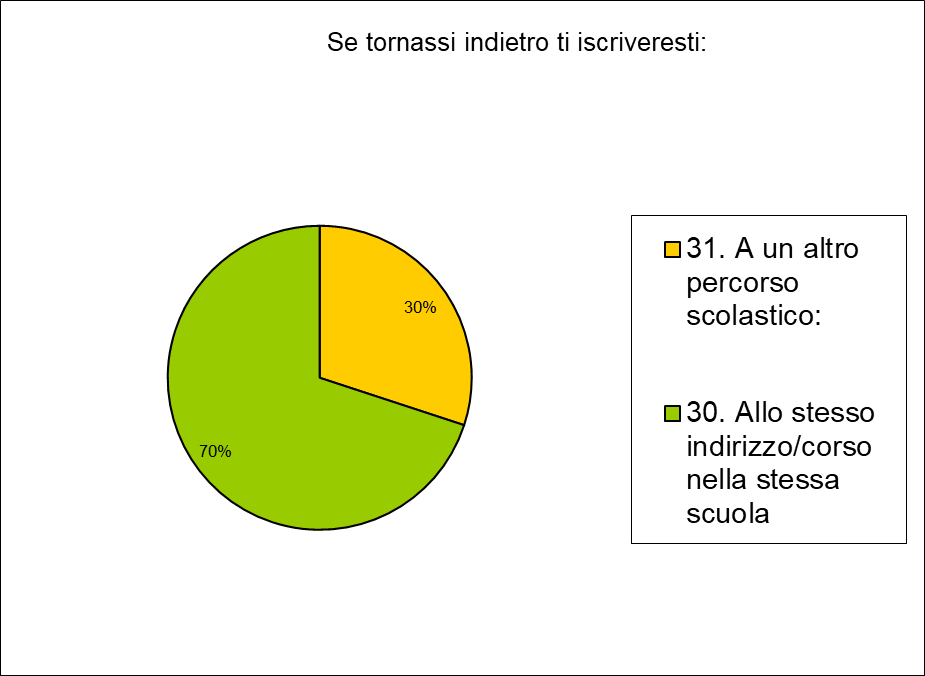 Se tornassi indietro ti iscriveresti:
30%
70%
31. A un altro
percorso
scolastico:
30. Allo stesso
indirizzo/corso
nella stessa
scuola